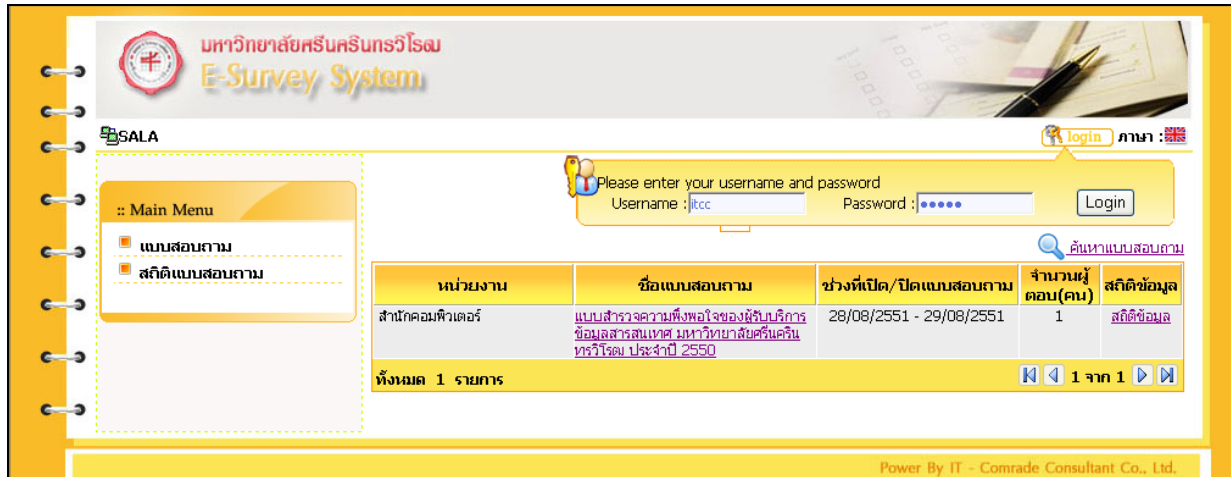 มหาวิทยาลัยศรีนครินทรวิโรฒ
E-Survey System
SALA
login ภาษา :
Please enter your username and password
Username : itcc Password : ●●●●● Login
:: Main Menu
แบบสอบถาม
สถิติแบบสอบถาม
ค้นหาแบบสอบถาม
หน่วยงาน ชื่อแบบสอบถาม ช่วงที่เปิด/ปิดแบบสอบถาม จำนวนผู้ตอบ(คน) สถิติข้อมูล
สำนักคอมพิวเตอร์ แบบสำรวจความพึงพอใจของผู้รับบริการ 28/08/2551 - 29/08/2551 1 สถิติข้อมูล
ข้อมูลสารสนเทศ มหาวิทยาลัยศรีนคริน
ทรวิโรฒ ประจำปี 2550
ทั้งหมด 1 รายการ 1 จาก 1
Power By IT - Comrade Consultant Co., Ltd.